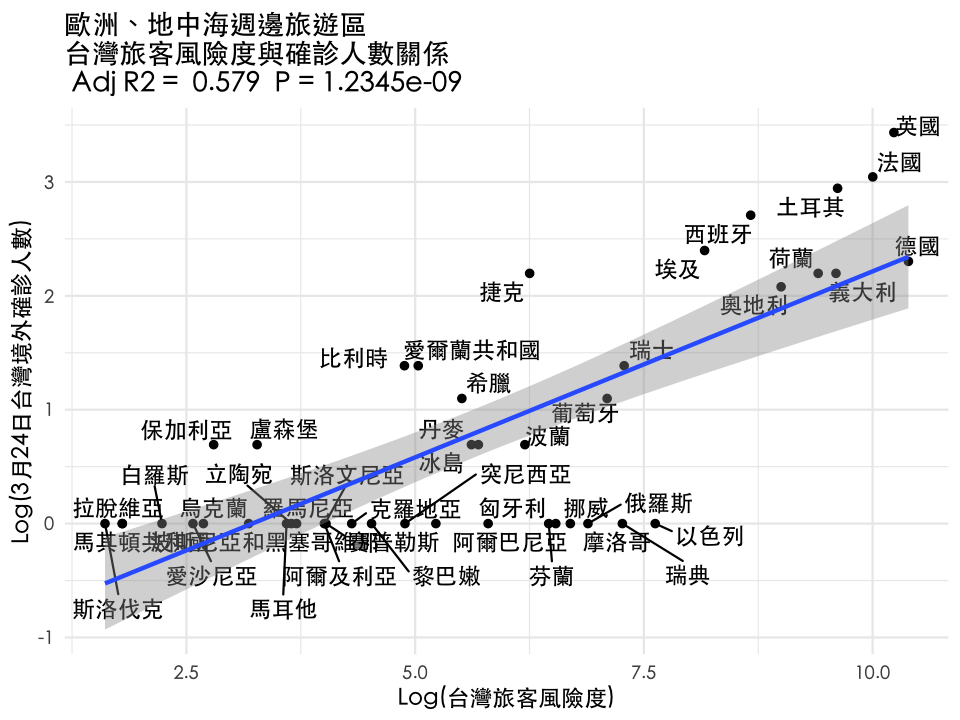 歐洲、地中海週邊旅遊區
台灣旅客風險度與確診人數關係
Adj R2 = 0.579 P = 1.2345e-09
英國
法國
土耳其
西班牙
德國
埃及
荷蘭
捷克
義大利
奧地利
瑞士
比利時
愛爾蘭共和國
希臘
葡萄牙
保加利亞
盧森堡
丹麥
波蘭
冰島
白羅斯
立陶宛
斯洛文尼亞
突尼西亞
拉脫維亞
烏克蘭
羅馬尼亞
克羅地亞
匈牙利
挪威
俄羅斯
以色列
阿爾巴尼亞
摩洛哥
愛沙尼亞
阿爾及利亞
黎巴嫩
芬蘭
瑞典
斯洛伐克
馬耳他
3
2
1
0
-1
2.5
5.0
7.5
10.0
Log(台灣旅客風險度)
Log(3月24日台灣境外確診人數)